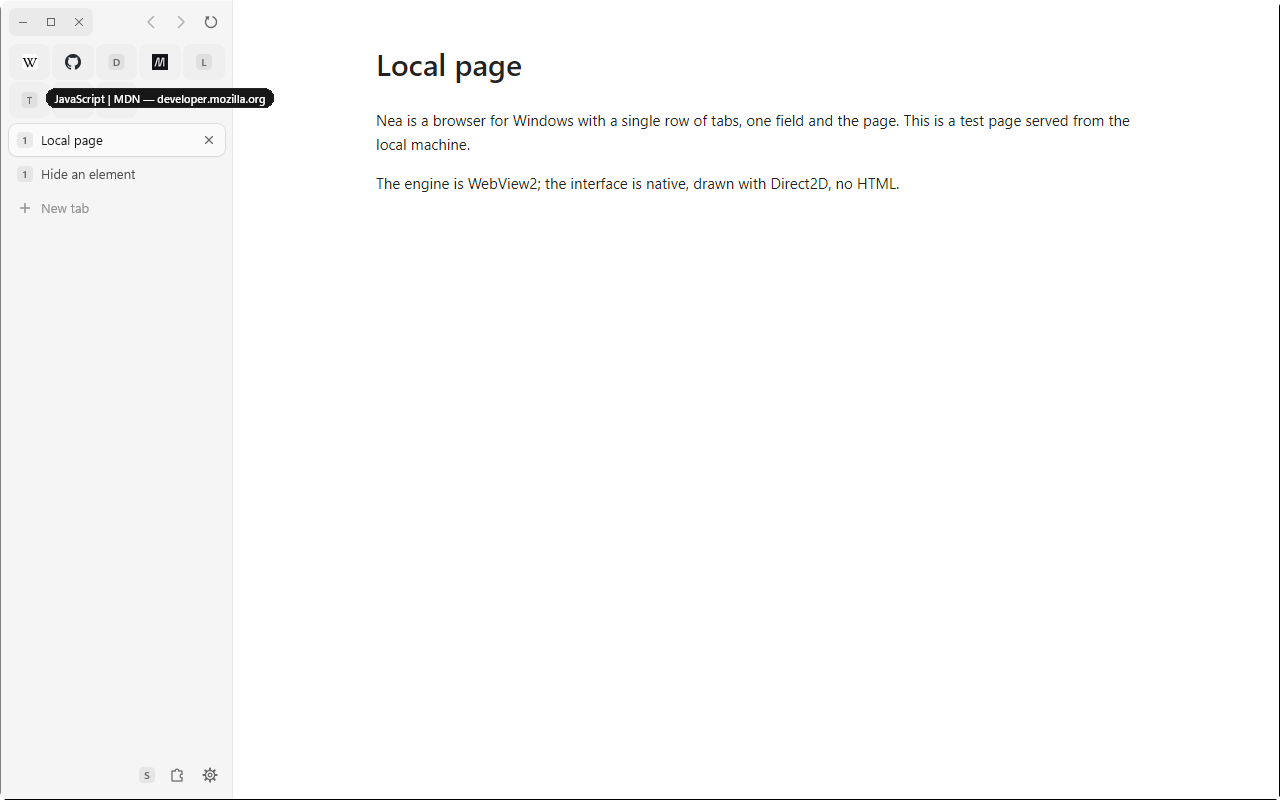 W D M L
T JavaScript | MDN — developer.mozilla.org
1 Local page
1 Hide an element
New tab
S
Local page
Nea is a browser for Windows with a single row of tabs, one field and the page. This is a test page served from the
local machine.
The engine is WebView2; the interface is native, drawn with Direct2D, no HTML.